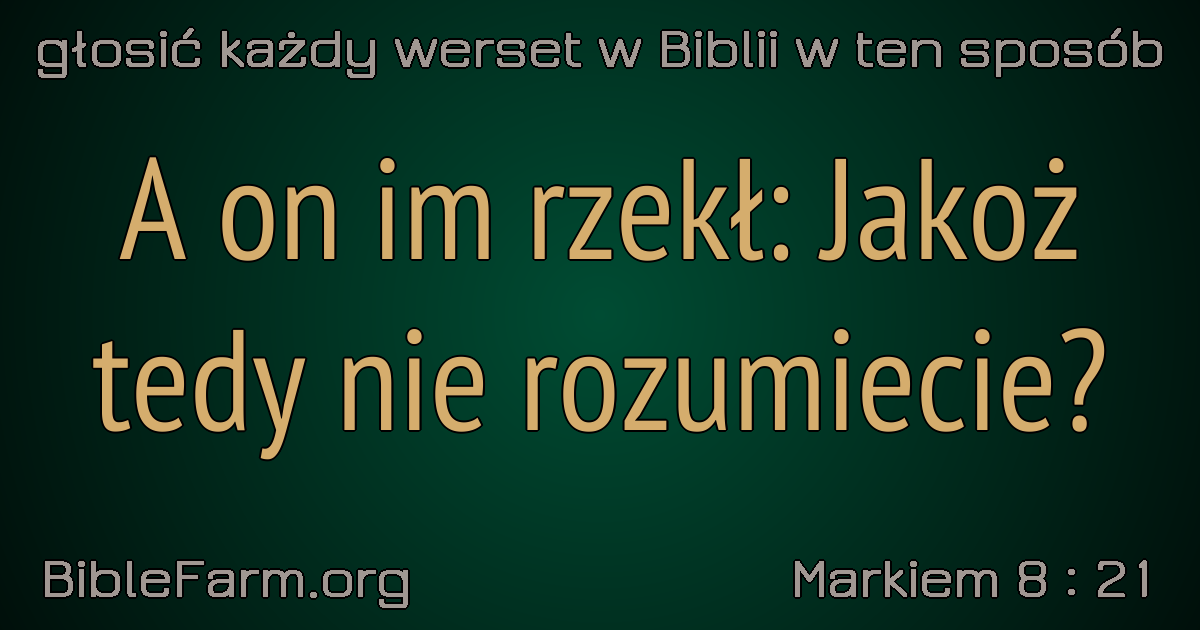 głosić każdy werset w Biblii w ten sposób
A on im rzekł: Jakoż
tedy nie rozumiecie?
BibleFarm.org
Markiem 8 : 21